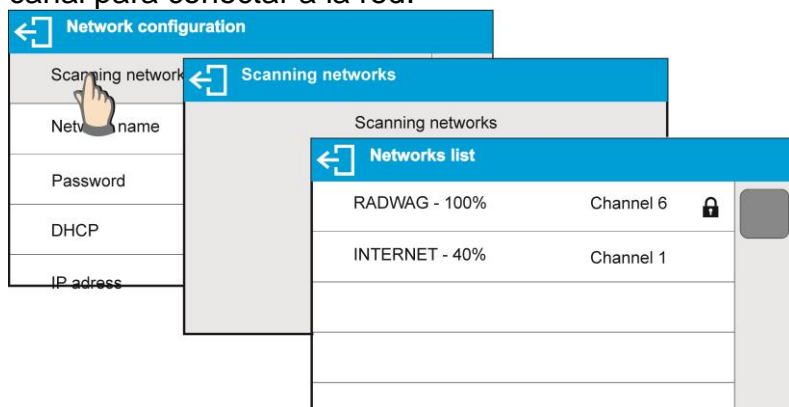 canal para conectar a la red.
Network configuration
Scanning network
name
Password
DHCP
IP adress
Scanning networks
Scanning networks
Networks list
RADWAG - 100% Channel 6
INTERNET - 40% Channel 1